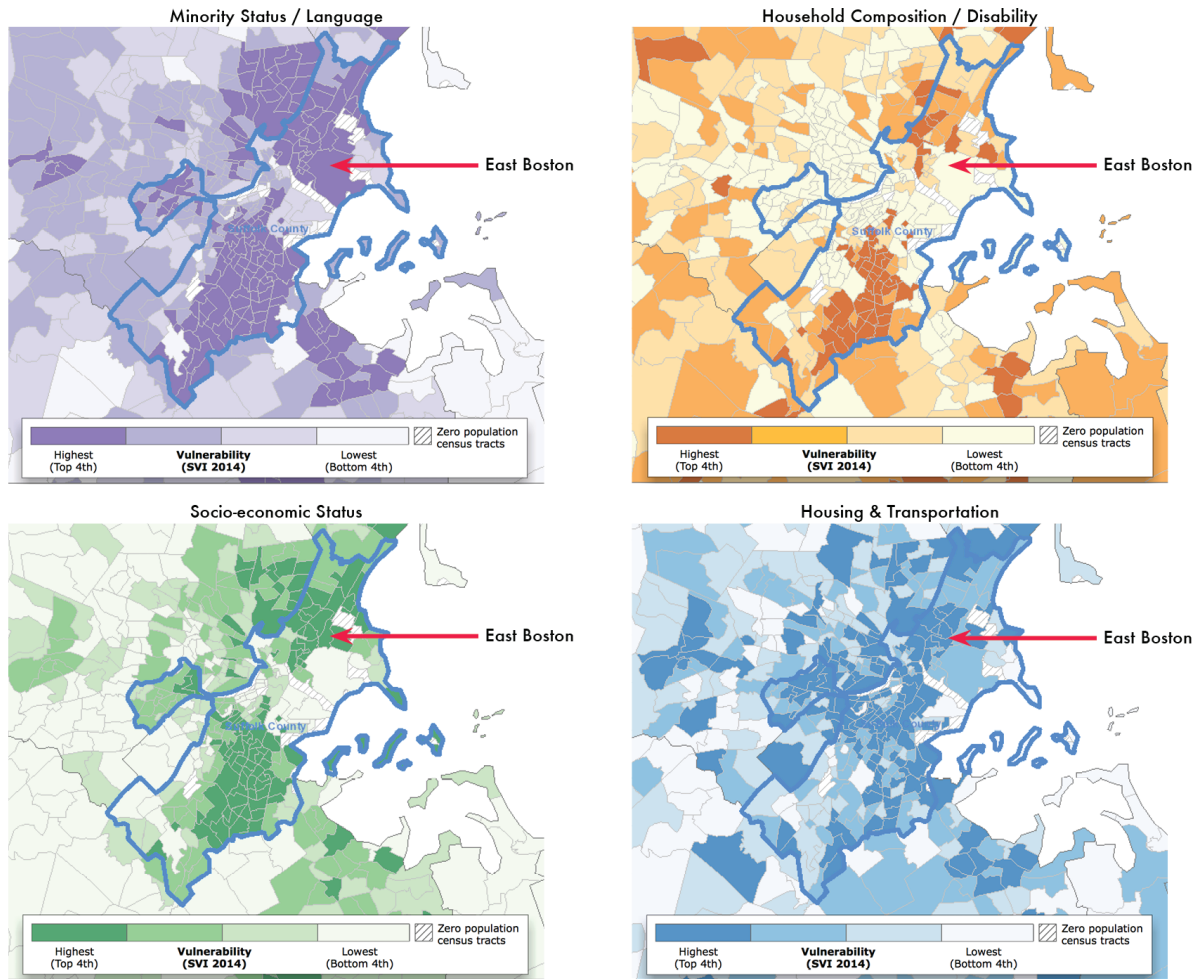 Minority Status / Language
East Boston
Suffolk County
Highest
(Top 4th)
Vulnerability
(SVI 2014)
Lowest
(Bottom 4th)
Zero population
census tracts
Household Composition / Disability
East Boston
Suffolk County
Highest
(Top 4th)
Vulnerability
(SVI 2014)
Lowest
(Bottom 4th)
Zero population
census tracts
Socio-economic Status
East Boston
Suffolk County
Highest
(Top 4th)
Vulnerability
(SVI 2014)
Lowest
(Bottom 4th)
Zero population
census tracts
Housing & Transportation
East Boston
Suffolk County
Highest
(Top 4th)
Vulnerability
(SVI 2014)
Lowest
(Bottom 4th)
Zero population
census tracts